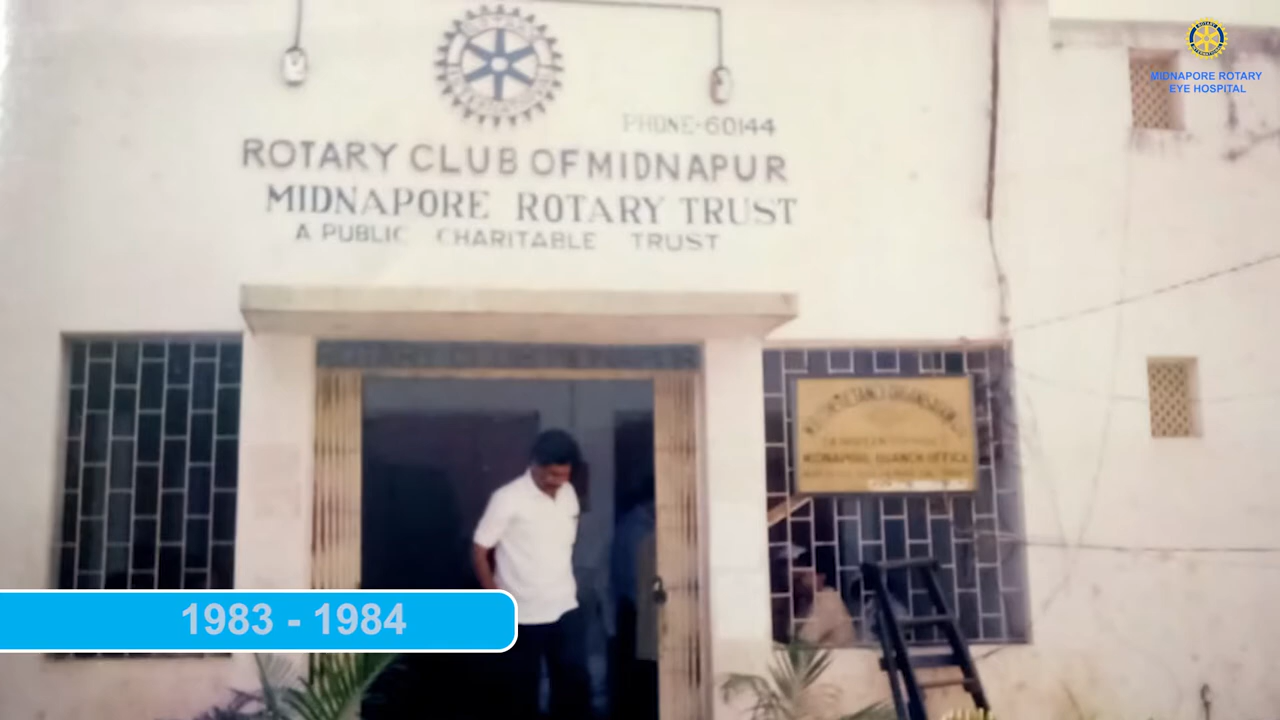 MIDNAPORE ROTARY
EYE HOSPITAL
PHONE-60144
ROTARY CLUB OF MIDNAPUR
MIDNAPORE ROTARY TRUST
A PUBLIC CHARITABLE TRUST
ROTARY
MIDNAPORE BRANCH OFFICE
1983 - 1984